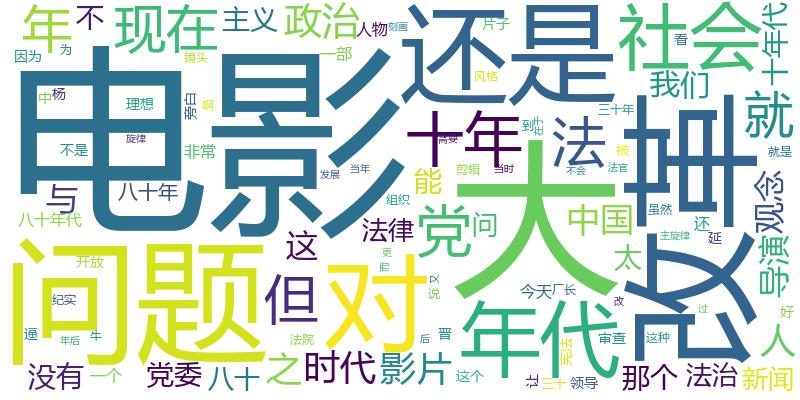 年
不
现在
主义
政治
人物
刻画
还是
片子
社会
十年代
因为
为
镜头
一部
看
我们
电影
中
杨
理想
旁白
啊
风格
三十年
就
不是
旋律
非常
十年
需要
到
在于
法
被
改革
就是
与
八十年
发展
当年
能
剪辑
当时
大
不会
法官
观念
八十年代
组织
法律
党
问
中国
虽然
还
导演
问题
开放
这
对
更
而
太
延
主旋律
纪实
但
又
说
年代
今天
厂长
改
过
好
逼
年后
牛
法院
后
晋
宪法
审查
这种
人
没有
一个
党委
八十
之
时代
影片
这个
让
三十
领导
那个
法治
新闻